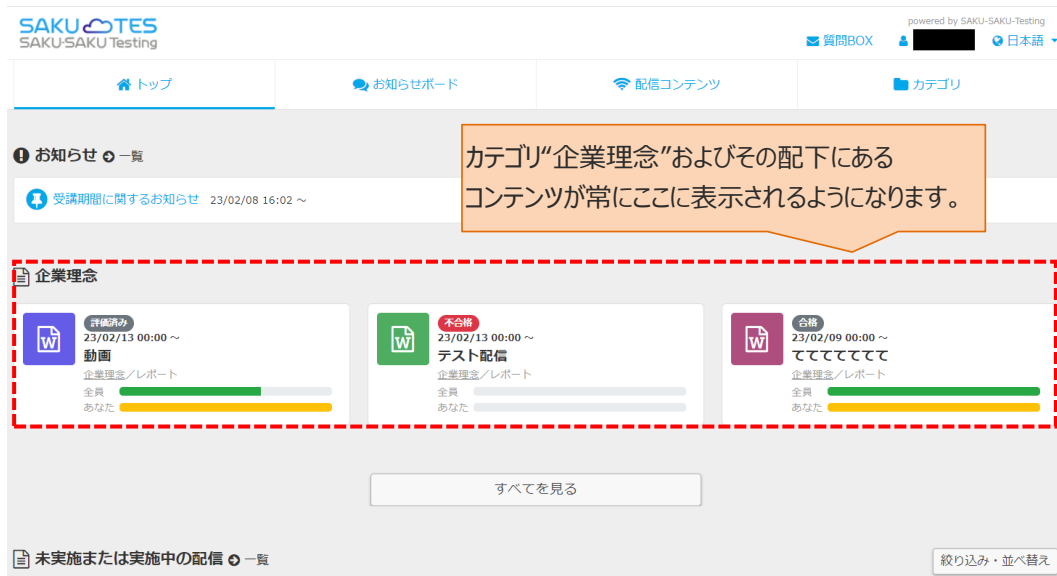 SAKU TES
SAKU-SAKU Testing
powered by SAKU-SAKU-Testing
質問BOX 日本語
トップ お知らせボード 配信コンテンツ カテゴリ
お知らせ 一覧
受講期間に関するお知らせ 23/02/08 16:02 ～
カテゴリ“企業理念”およびその配下にある
コンテンツが常にここに表示されるようになります。
企業理念
評価済み
23/02/13 00:00 ～
動画
企業理念／レポート
全員
あなた
不合格
23/02/13 00:00 ～
テスト配信
企業理念／レポート
全員
あなた
合格
23/02/09 00:00 ～
ててててててて
企業理念／レポート
全員
あなた
すべてを見る
未実施または実施中の配信 一覧
絞り込み・並べ替え